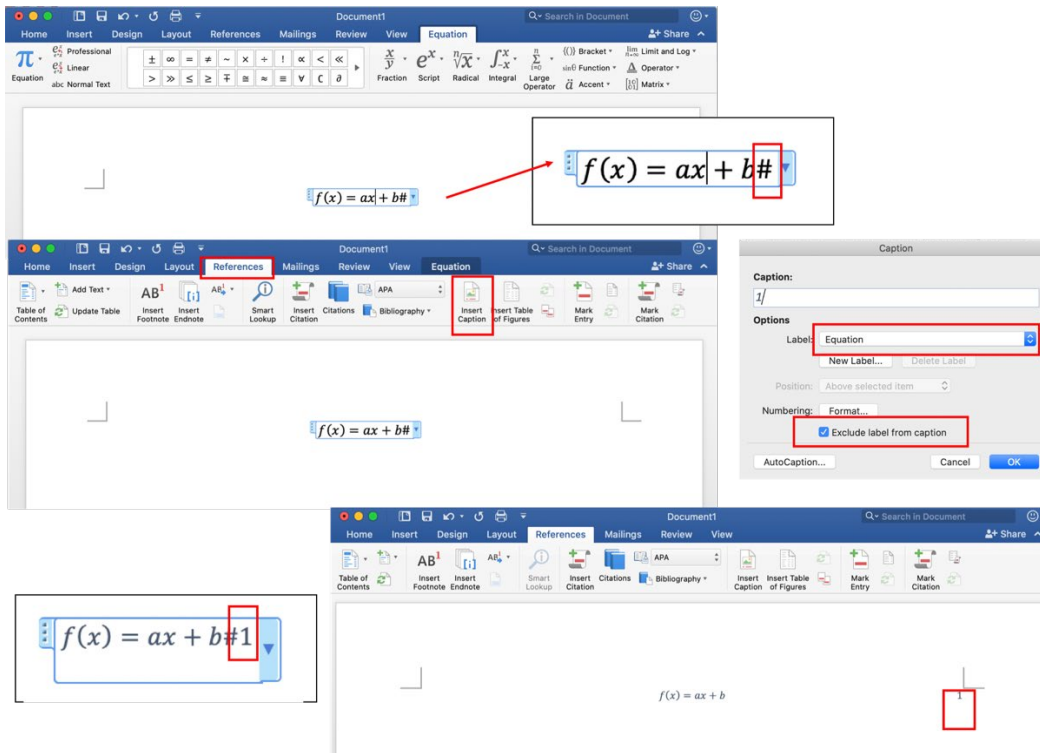 Document1
Search in Document
Home Insert Design Layout References Mailings Review View Equation Share
π Equation
Professional
Linear
abc Normal Text
± ∞ = ≠ ~ × ÷ ! ∝ < ≪
> ≫ ≤ ≥ ∓ ≅ ≈ ≡ ∀ ∁ ∂
Fraction Script Radical Integral Large Operator
{()} Bracket
sinθ Function
ä Accent
lim Limit and Log
Δ Operator
Matrix
f(x) = ax + b#
f(x) = ax + b#
Document1
Search in Document
Home Insert Design Layout References Mailings Review View Equation Share
Table of Contents
Add Text
Update Table
AB1 Insert Footnote
Insert Endnote
AB1
Smart Lookup
Insert Citation
Citations
APA
Bibliography
Insert Caption
Insert Table of Figures
Mark Entry
Mark Citation
f(x) = ax + b#
Caption
Caption:
1
Options
Label: Equation
New Label... Delete Label
Position: Above selected item
Numbering: Format...
Exclude label from caption
AutoCaption... Cancel OK
Document1
Search in Document
Home Insert Design Layout References Mailings Review View Share
Table of Contents
AB1 Insert Footnote
Insert Endnote
AB1
Smart Lookup
Insert Citation
Citations
APA
Bibliography
Insert Caption
Insert Table of Figures
Mark Entry
Mark Citation
f(x) = ax + b#1
f(x) = ax + b 1